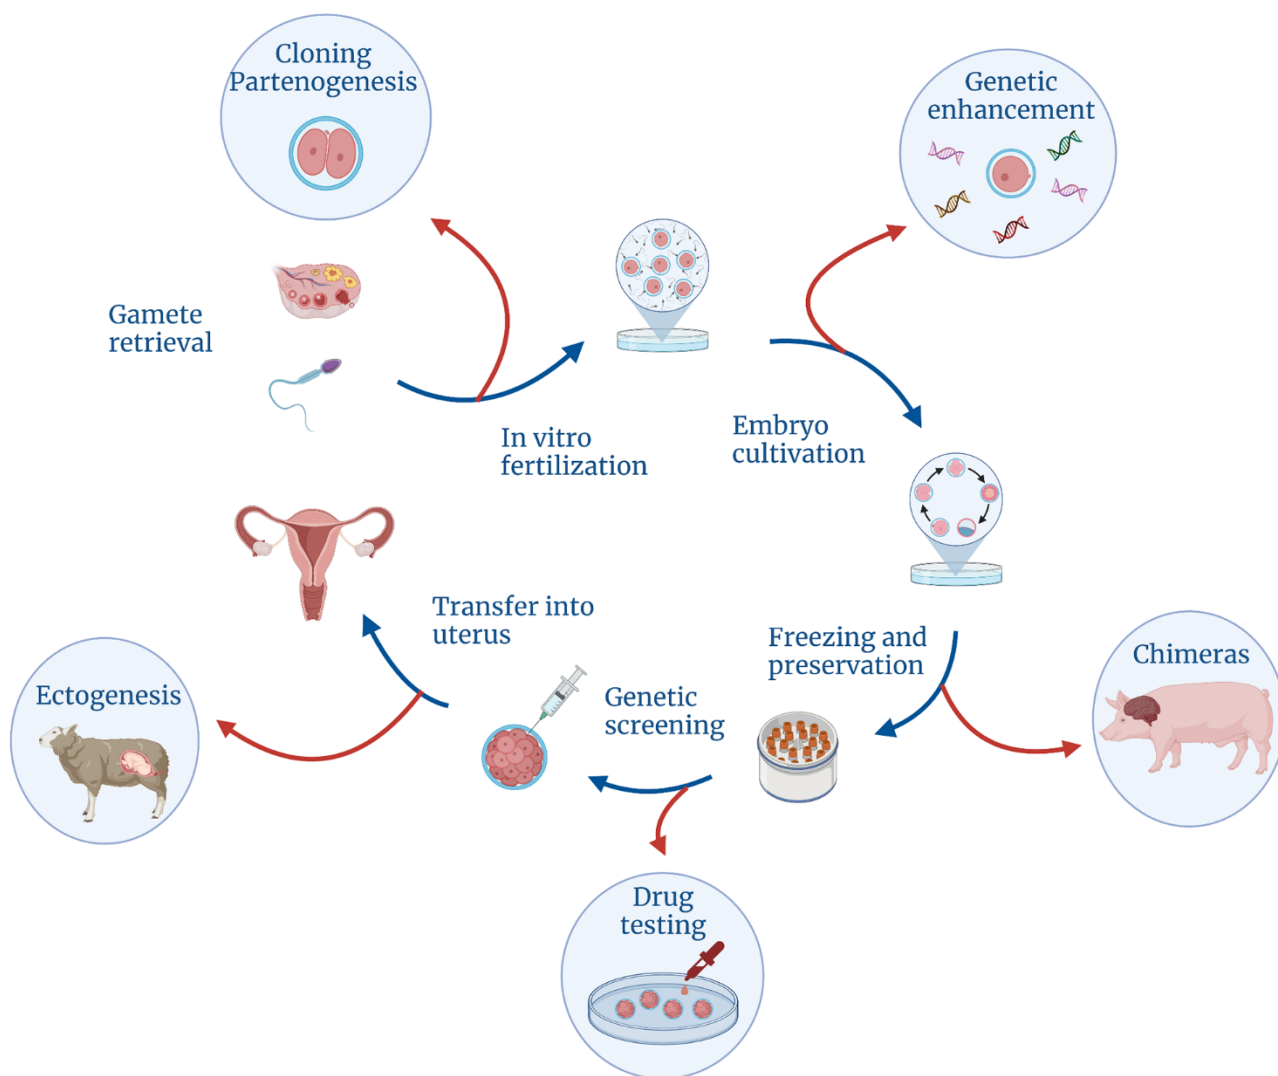 Cloning
Partenogenesis
Genetic
enhancement
Gamete
retrieval
In vitro
fertilization
Embryo
cultivation
Transfer into
uterus
Freezing and
preservation
Chimeras
Ectogenesis
Genetic
screening
Drug
testing